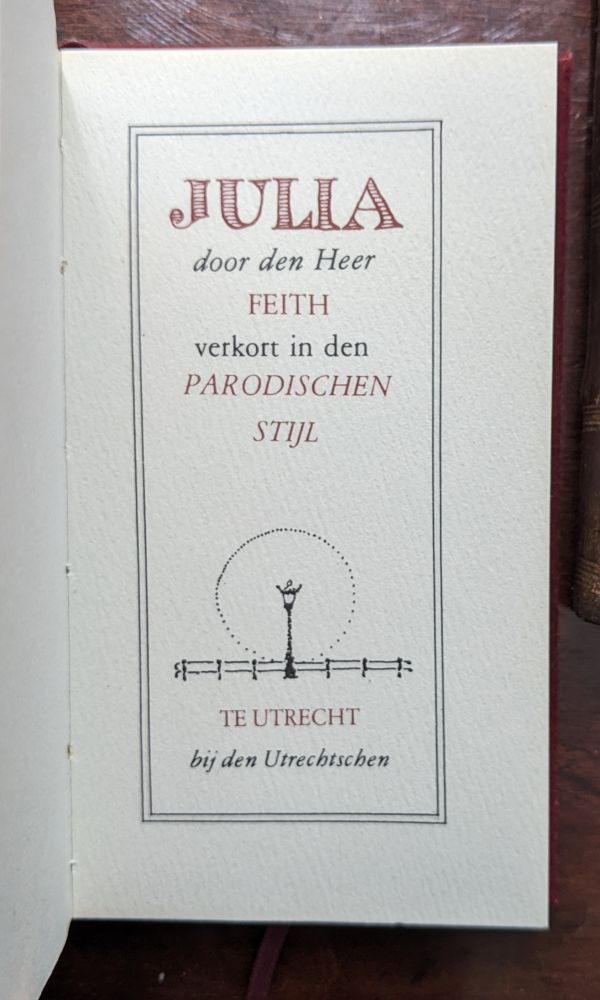 JULIA
door den Heer
FEITH
verkort in den
PARODISCHEN
STIJL
TE UTRECHT
bij den Utrechtschen